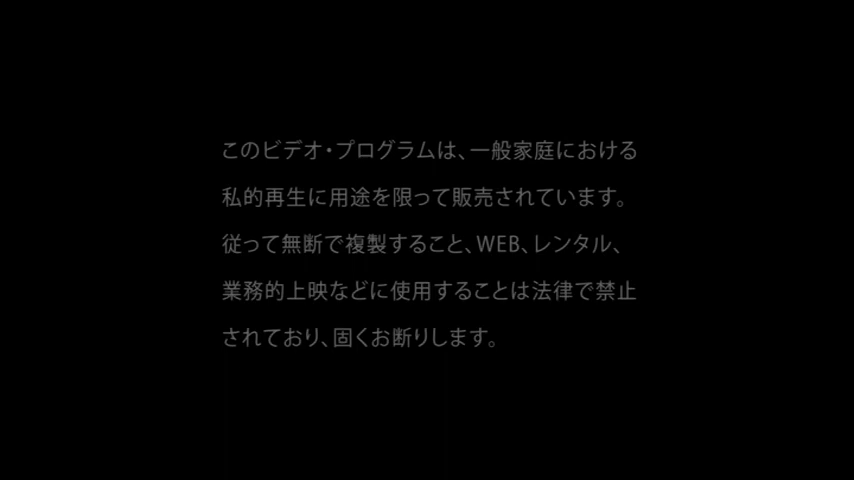 このビデオ・プログラムは、一般家庭における
私的再生に用途を限って販売されています。
従って無断で複製すること、WEB、レンタル、
業務的上映などに使用することは法律で禁止
されており、固くお断りします。